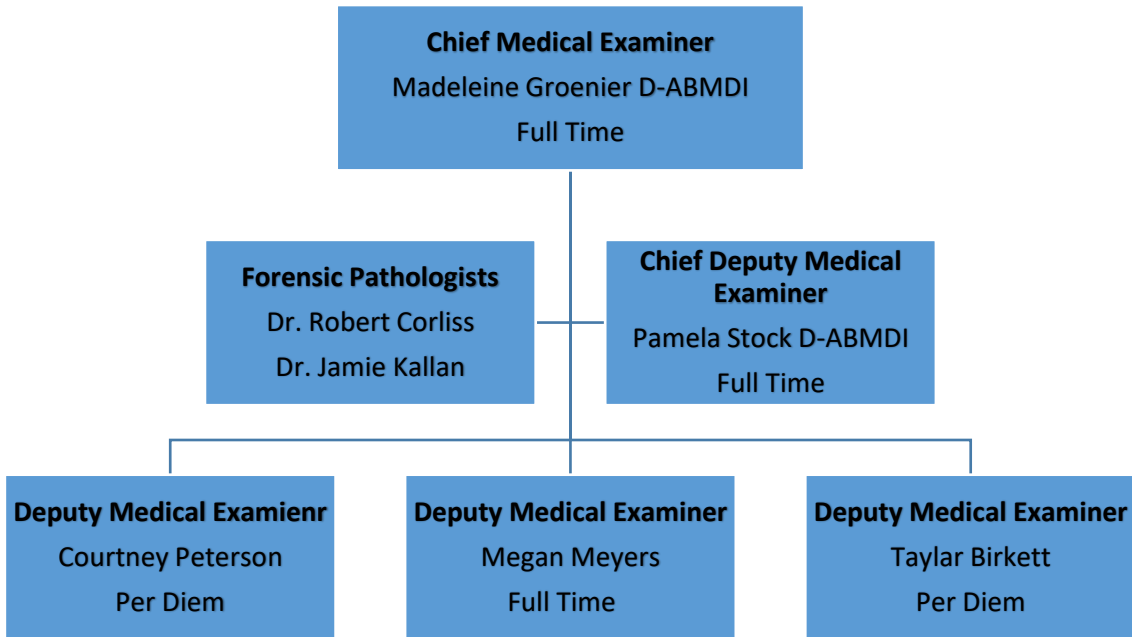 Chief Medical Examiner
Madeleine Groenier D-ABMDI
Full Time
Forensic Pathologists
Dr. Robert Corliss
Dr. Jamie Kallan
Chief Deputy Medical
Examiner
Pamela Stock D-ABMDI
Full Time
Deputy Medical Examienr
Courtney Peterson
Per Diem
Deputy Medical Examiner
Megan Meyers
Full Time
Deputy Medical Examiner
Taylar Birkett
Per Diem